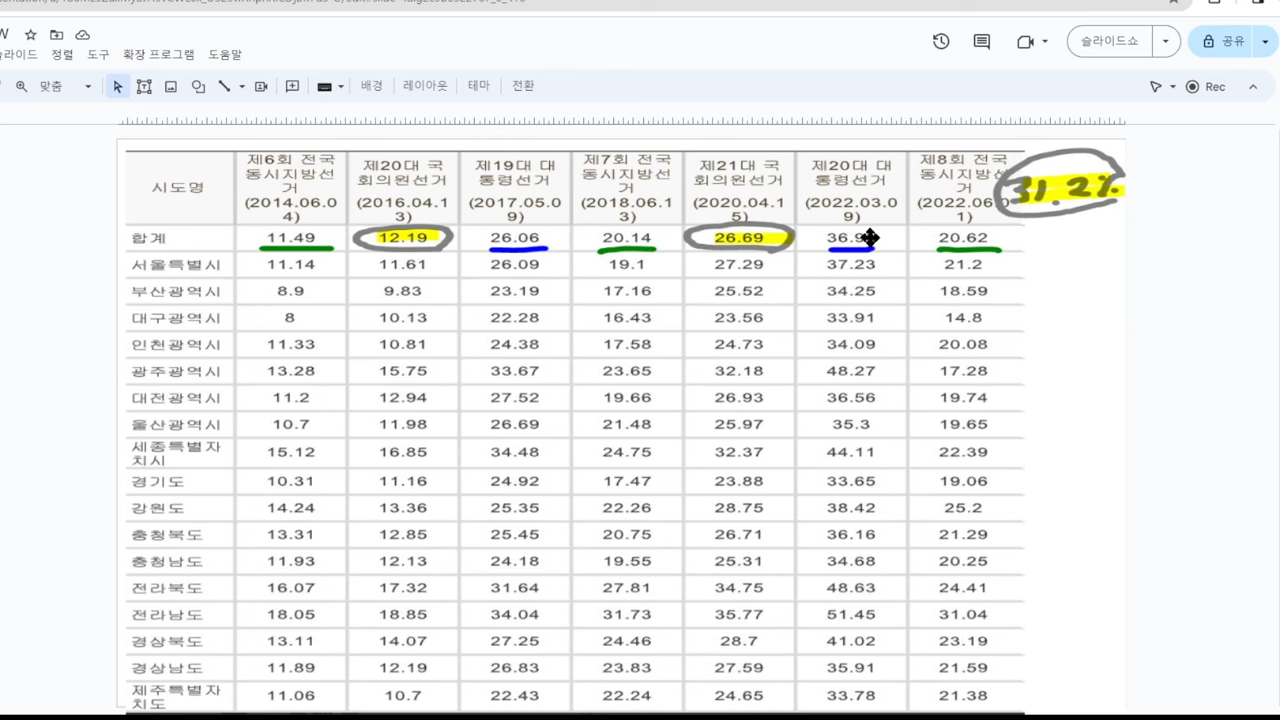 슬라이드 정렬 도구 확장 프로그램 도움말
슬라이드쇼 공유
맞춤 배경 레이아웃 테마 전환 Rec
시도명 제6회 전국동시지방선거(2014.06.04) 제20대 국회의원선거(2016.04.13) 제19대 대통령선거(2017.05.09) 제7회 전국동시지방선거(2018.06.13) 제21대 국회의원선거(2020.04.15) 제20대 대통령선거(2022.03.09) 제8회 전국동시지방선거(2022.06.01) 31.2%
합계 11.49 12.19 26.06 20.14 26.69 20.62
서울특별시 11.14 11.61 26.09 19.1 27.29 37.23 21.2
부산광역시 8.9 9.83 23.19 17.16 25.52 34.25 18.59
대구광역시 8 10.13 22.28 16.43 23.56 33.91 14.8
인천광역시 11.33 10.81 24.38 17.58 24.73 34.09 20.08
광주광역시 13.28 15.75 33.67 23.65 32.18 48.27 17.28
대전광역시 11.2 12.94 27.52 19.66 26.93 36.56 19.74
울산광역시 10.7 11.98 26.69 21.48 25.97 35.3 19.65
세종특별자치시 15.12 16.85 34.48 24.75 32.37 44.11 22.39
경기도 10.31 11.16 24.92 17.47 23.88 33.65 19.06
강원도 14.24 13.36 25.35 22.26 28.75 38.42 25.2
충청북도 13.31 12.85 25.45 20.75 26.71 36.16 21.29
충청남도 11.93 12.13 24.18 19.55 25.31 34.68 20.25
전라북도 16.07 17.32 31.64 27.81 34.75 48.63 24.41
전라남도 18.05 18.85 34.04 31.73 35.77 51.45 31.04
경상북도 13.11 14.07 27.25 24.46 28.7 41.02 23.19
경상남도 11.89 12.19 26.83 23.83 27.59 35.91 21.59
제주특별자치도 11.06 10.7 22.43 22.24 24.65 33.78 21.38